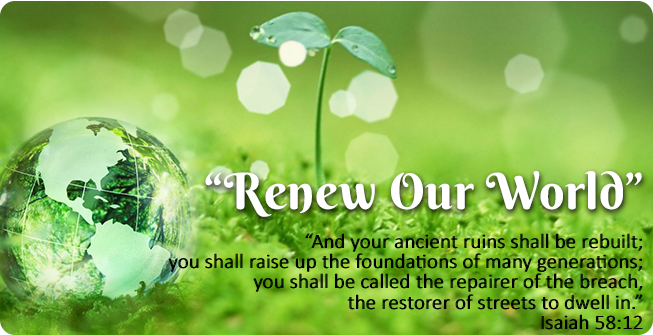 “Renew Our World”
“And your ancient ruins shall be rebuilt;
you shall raise up the foundations of many generations;
you shall be called the repairer of the breach,
the restorer of streets to dwell in.”
Isaiah 58:12